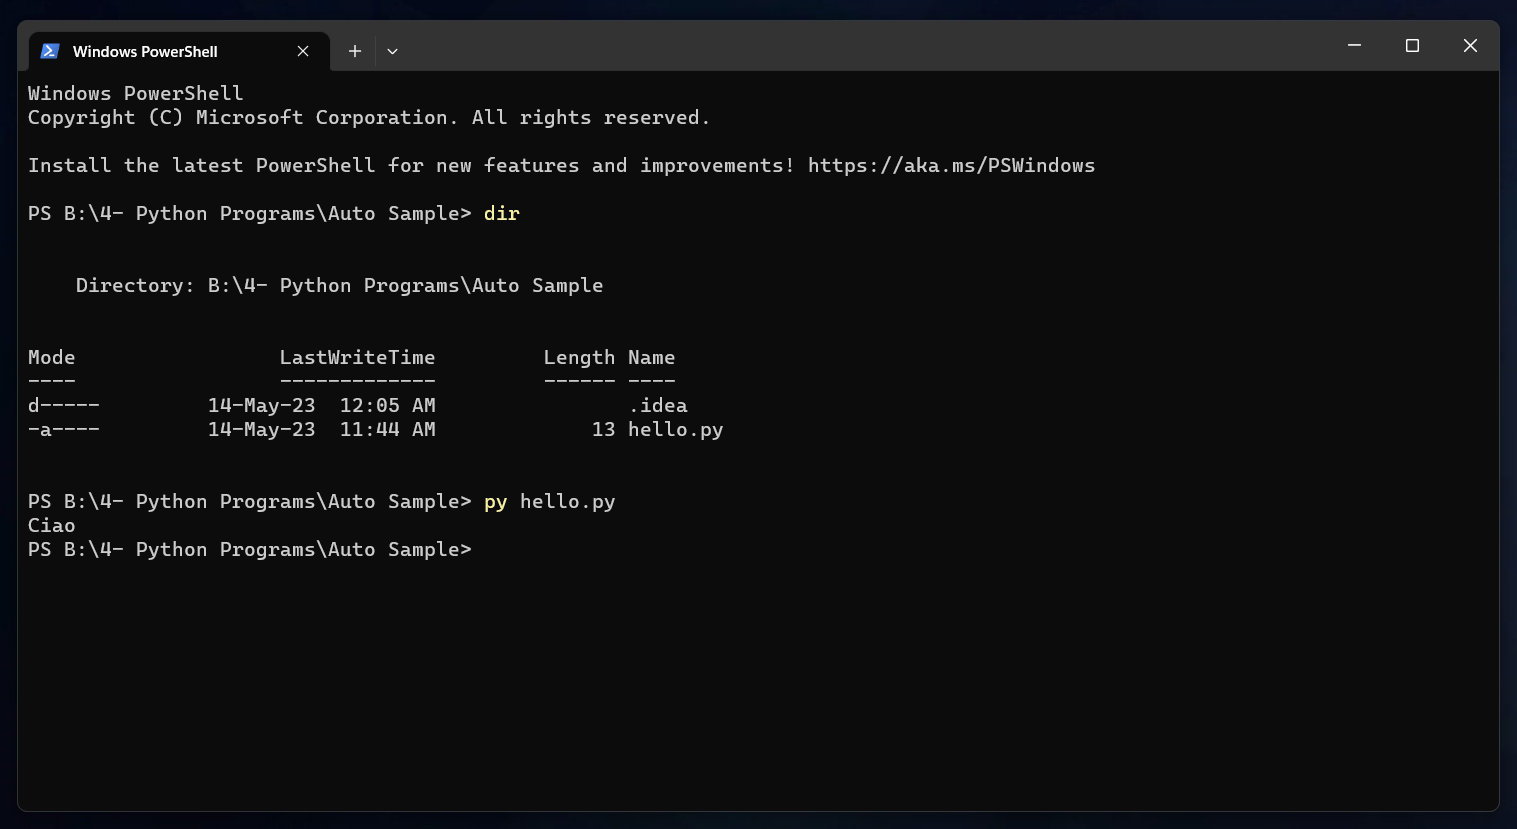 Windows PowerShell
Windows PowerShell
Copyright (C) Microsoft Corporation. All rights reserved.
Install the latest PowerShell for new features and improvements! https://aka.ms/PSWindows
PS B:\4- Python Programs\Auto Sample> dir
    Directory: B:\4- Python Programs\Auto Sample
Mode                 LastWriteTime         Length Name
----                 -------------         ------ ----
d-----         14-May-23  12:05 AM                .idea
-a----         14-May-23  11:44 AM             13 hello.py
PS B:\4- Python Programs\Auto Sample> py hello.py
Ciao
PS B:\4- Python Programs\Auto Sample>